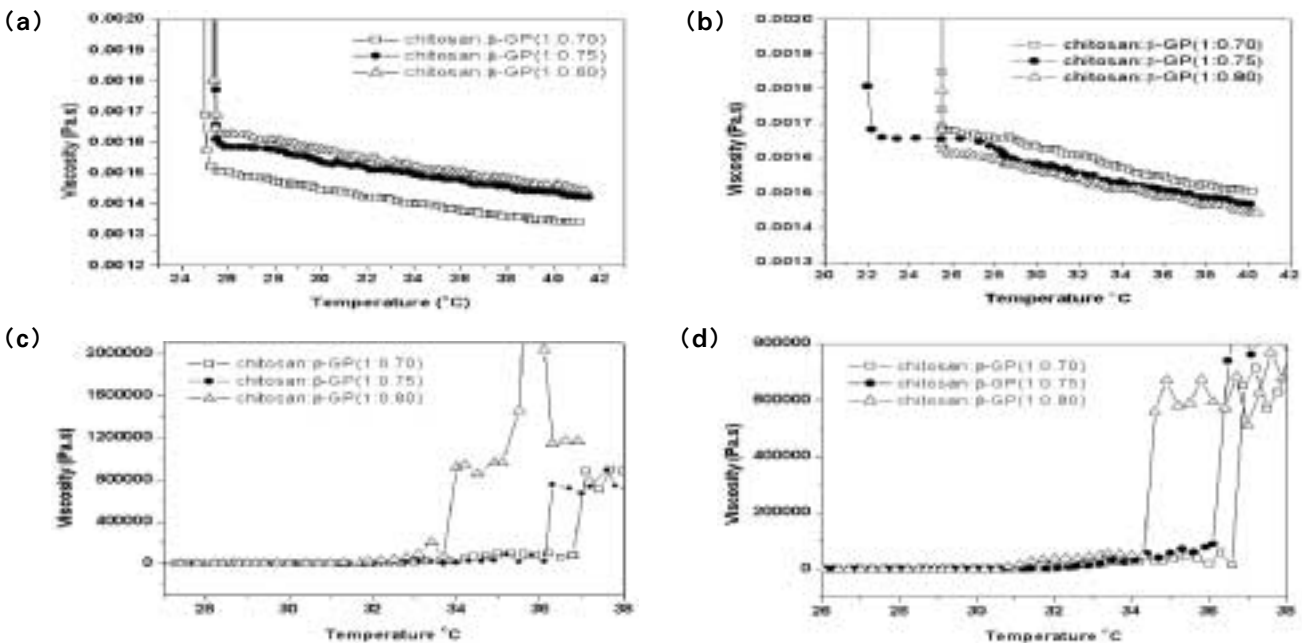 (a)
0.0020
0.0019
0.0018
0.0017
0.0016
0.0015
0.0014
0.0013
0.0012
Viscosity (Pa.s)
chitosan:β-GP(1:0.70)
chitosan:β-GP(1:0.75)
chitosan:β-GP(1:0.80)
24 26 28 30 32 34 36 38 40 42
Temperature (°C)
(b)
0.0020
0.0019
0.0018
0.0017
0.0016
0.0015
0.0014
0.0013
Viscosity (Pa.s)
chitosan:β-GP(1:0.70)
chitosan:β-GP(1:0.75)
chitosan:β-GP(1:0.80)
20 22 24 26 28 30 32 34 36 38 40 42
Temperature °C
(c)
2000000
1600000
1200000
800000
400000
0
Viscosity (Pa.s)
chitosan:β-GP(1:0.70)
chitosan:β-GP(1:0.75)
chitosan:β-GP(1:0.80)
28 30 32 34 36 38
Temperature °C
(d)
800000
600000
400000
200000
0
Viscosity (Pa.s)
chitosan:β-GP(1:0.70)
chitosan:β-GP(1:0.75)
chitosan:β-GP(1:0.80)
26 28 30 32 34 36 38
Temperature °C